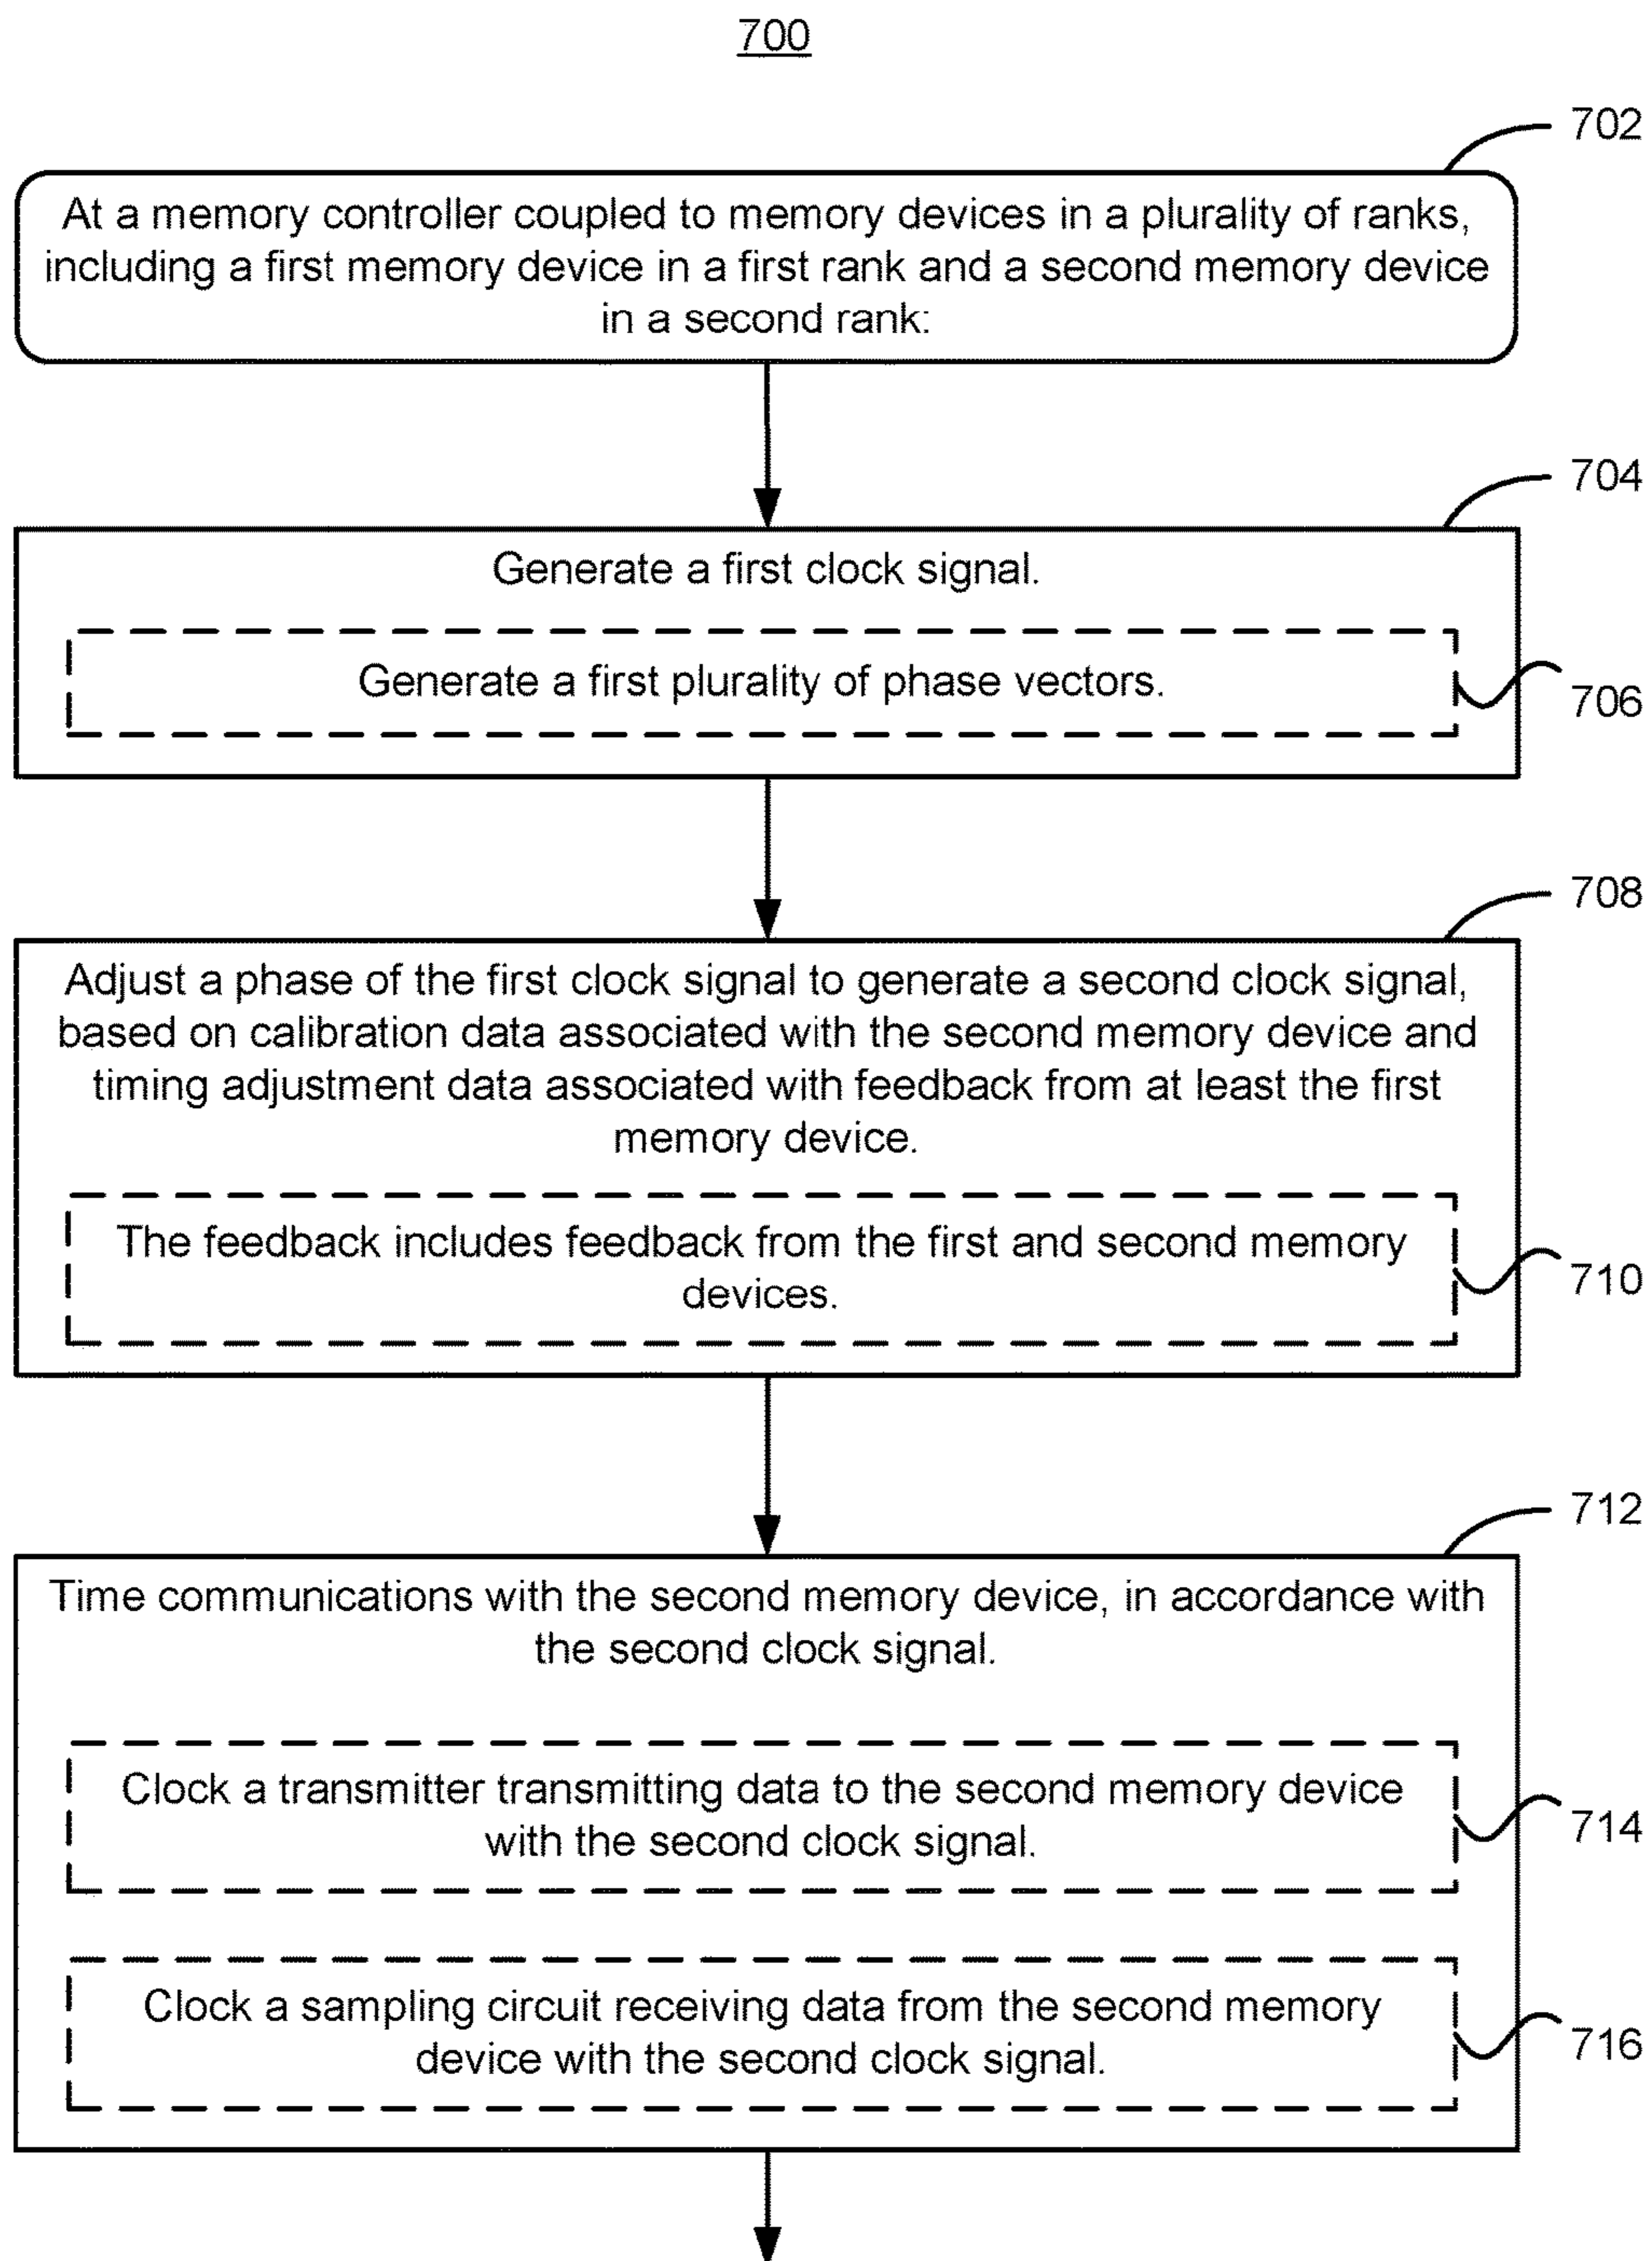 700
702
At a memory controller coupled to memory devices in a plurality of ranks,
including a first memory device in a first rank and a second memory device
in a second rank:
704
Generate a first clock signal.
Generate a first plurality of phase vectors.
706
708
Adjust a phase of the first clock signal to generate a second clock signal,
based on calibration data associated with the second memory device and
timing adjustment data associated with feedback from at least the first
memory device.
The feedback includes feedback from the first and second memory
devices.
710
712
Time communications with the second memory device, in accordance with
the second clock signal.
Clock a transmitter transmitting data to the second memory device
with the second clock signal.
714
Clock a sampling circuit receiving data from the second memory
device with the second clock signal.
716